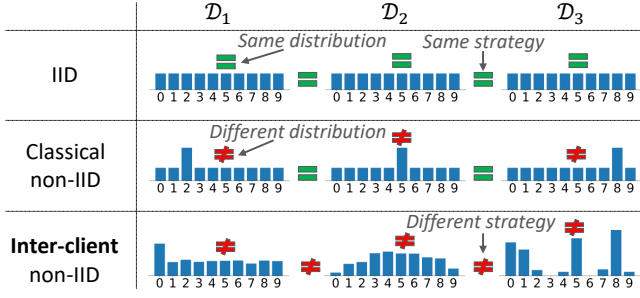 𝒟1 𝒟2 𝒟3
Same distribution Same strategy
IID = = = = =
0 1 2 3 4 5 6 7 8 9 0 1 2 3 4 5 6 7 8 9 0 1 2 3 4 5 6 7 8 9
Different distribution
Classical
non-IID ≠ = ≠ = ≠
0 1 2 3 4 5 6 7 8 9 0 1 2 3 4 5 6 7 8 9 0 1 2 3 4 5 6 7 8 9
Different strategy
Inter-client
non-IID ≠ ≠ ≠ ≠ ≠
0 1 2 3 4 5 6 7 8 9 0 1 2 3 4 5 6 7 8 9 0 1 2 3 4 5 6 7 8 9